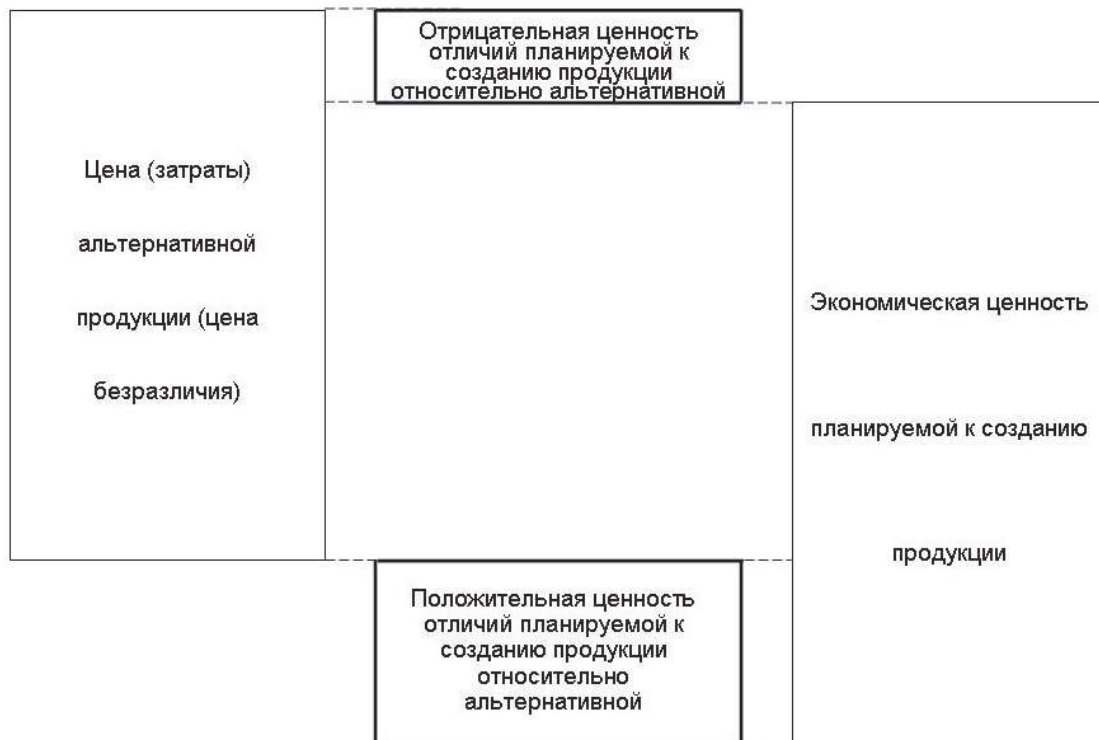 Отрицательная ценность
отличий планируемой к
созданию продукции
относительно альтернативной
Цена (затраты)
альтернативной
продукции (цена
безразличия)
Экономическая ценность
планируемой к созданию
продукции
Положительная ценность
отличий планируемой к
созданию продукции
относительно
альтернативной